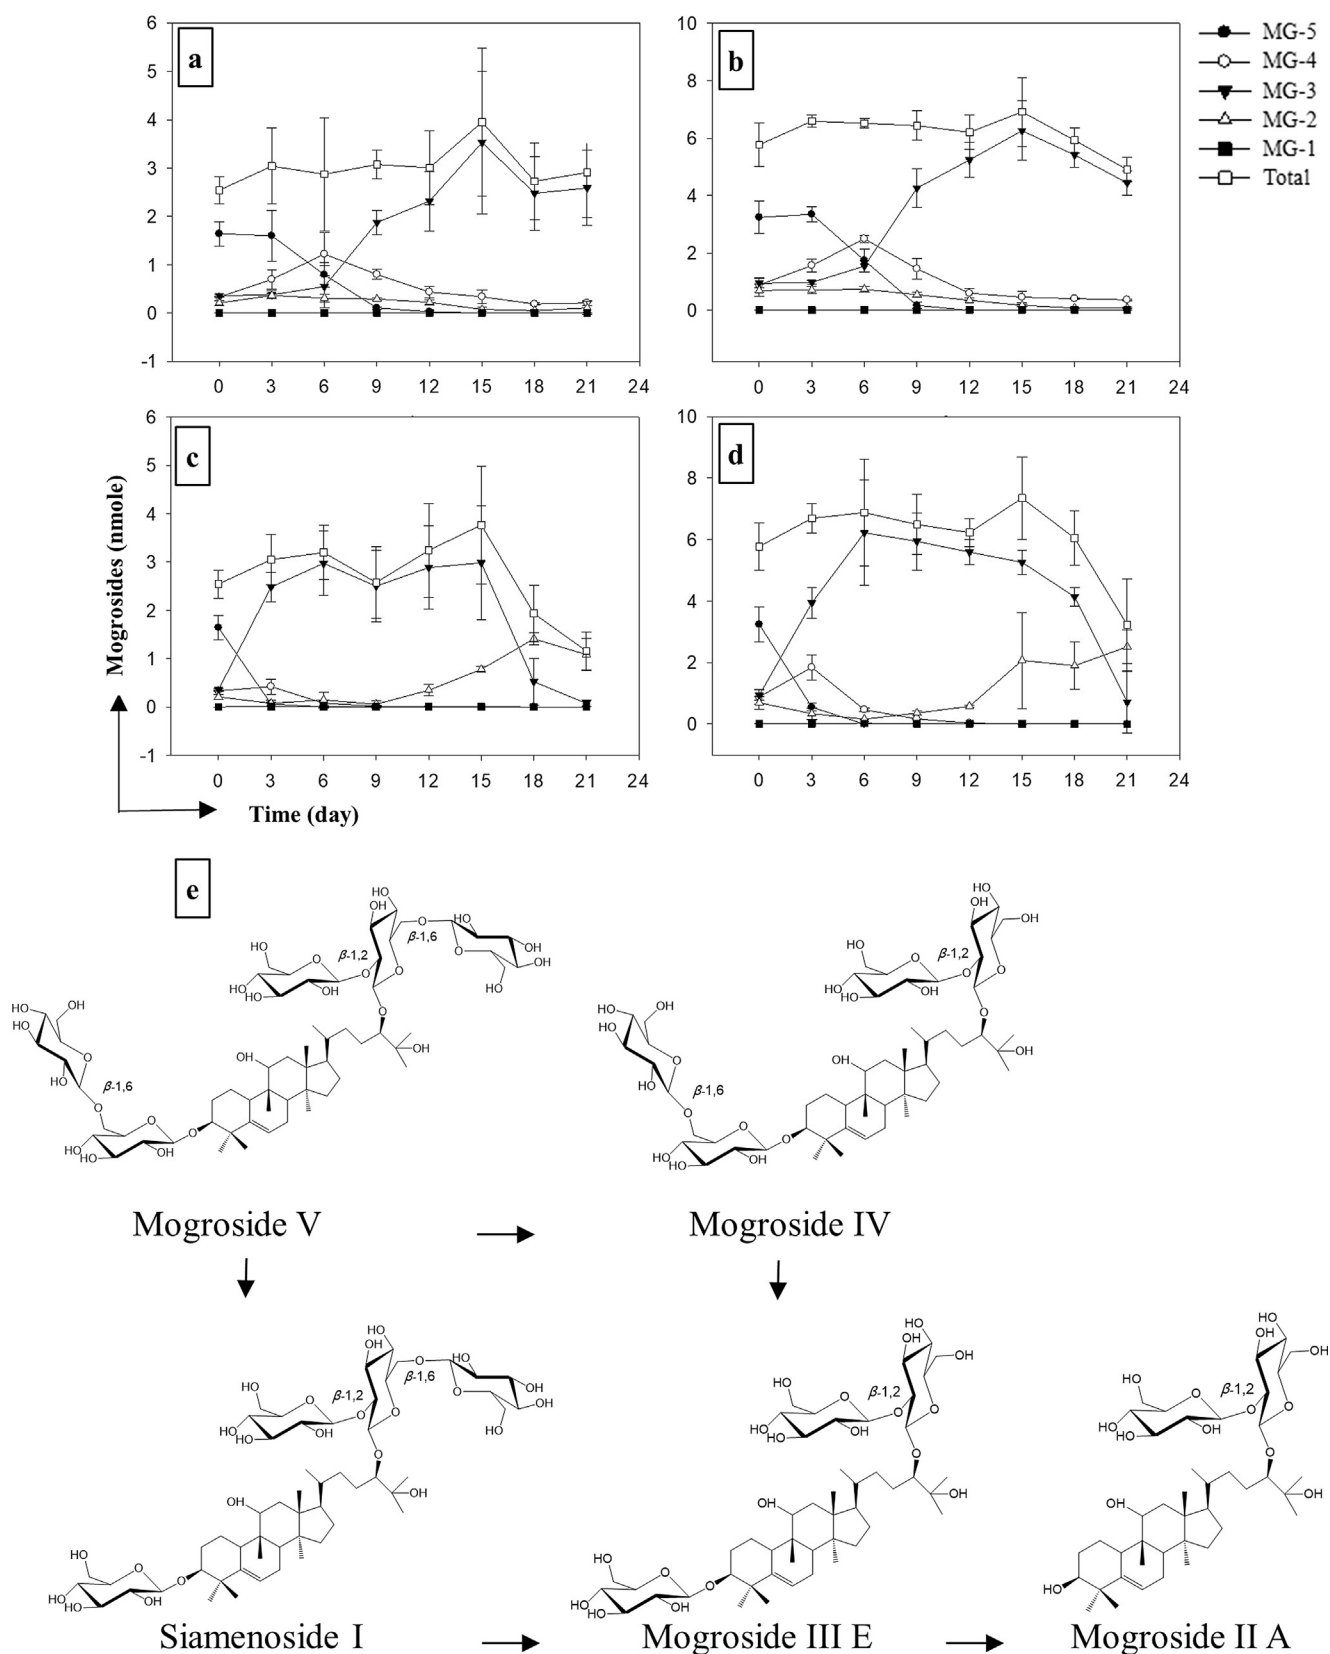 a
6
5
4
3
2
1
0
-1
0 3 6 9 12 15 18 21 24
b
10
8
6
4
2
0
0 3 6 9 12 15 18 21 24
MG-5
MG-4
MG-3
MG-2
MG-1
Total
c
6
5
4
3
2
1
0
-1
0 3 6 9 12 15 18 21 24
d
10
8
6
4
2
0
0 3 6 9 12 15 18 21 24
Mogrosides (nmole)
Time (day)
e
β-1,2
β-1,6
β-1,6
β-1,2
β-1,6
Mogroside V
Mogroside IV
β-1,2
β-1,6
β-1,2
β-1,2
Siamenoside I
Mogroside III E
Mogroside II A